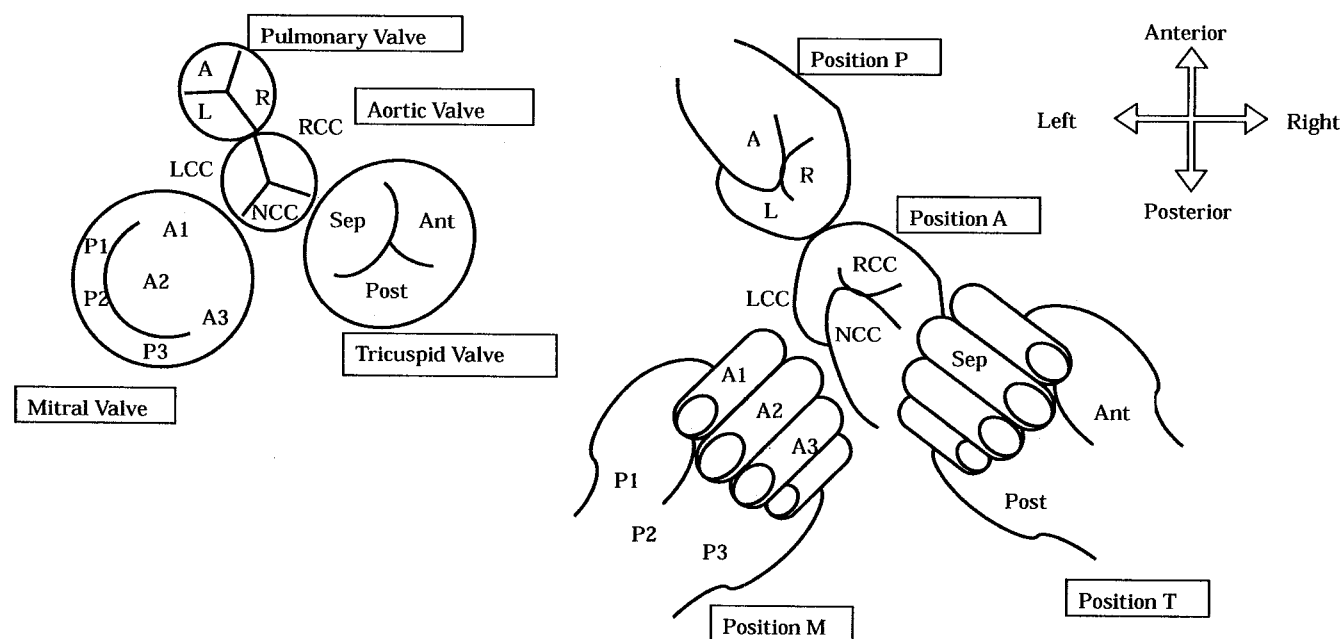 Pulmonary Valve
A
L
R
Aortic Valve
RCC
LCC
NCC
A1
P1
A2
P2
A3
P3
Sep
Ant
Post
Tricuspid Valve
Mitral Valve
Position P
A
R
L
Position A
RCC
LCC
NCC
A1
A2
A3
P1
P2
P3
Sep
Ant
Post
Position T
Position M
Anterior
Left
Right
Posterior